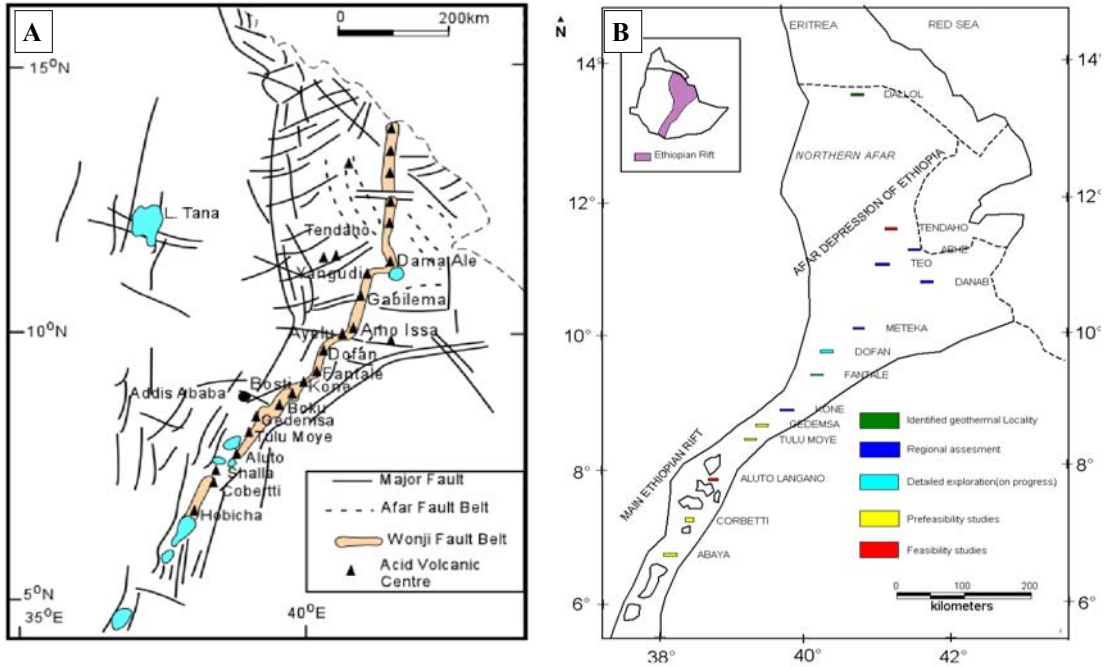 A
0 200km
15°N
L. Tana
Tendaho
Dama Ale
Yangudi
Gabilema
10°N
Ayelu
Amo Issa
Dofan
Fantale
Bosti
Kone
Addis Ababa
Boku
Gedemsa
Tulu Moye
Aluto
Shalla
Cobertti
Hobicha
Major Fault
Afar Fault Belt
Wonji Fault Belt
Acid Volcanic
Centre
5°N
35°E
40°E
N
B
ERITREA
RED SEA
14°
14°
DALLOL
Ethiopian Rift
NORTHERN AFAR
AFAR DEPRESSION OF ETHIOPIA
12°
12°
TENDAHO
ABHE
TEO
DANAB
10°
10°
METEKA
DOFAN
FANTALE
KONE
GEDEMSA
TULU MOYE
MAIN ETHIOPIAN RIFT
8°
8°
ALUTO LANGANO
CORBETTI
ABAYA
Identified geothermal Locality
Regional assesment
Detailed exploration(on progress)
Prefeasibility studies
Feasibility studies
0 100 200
kilometers
6°
6°
38°
40°
42°